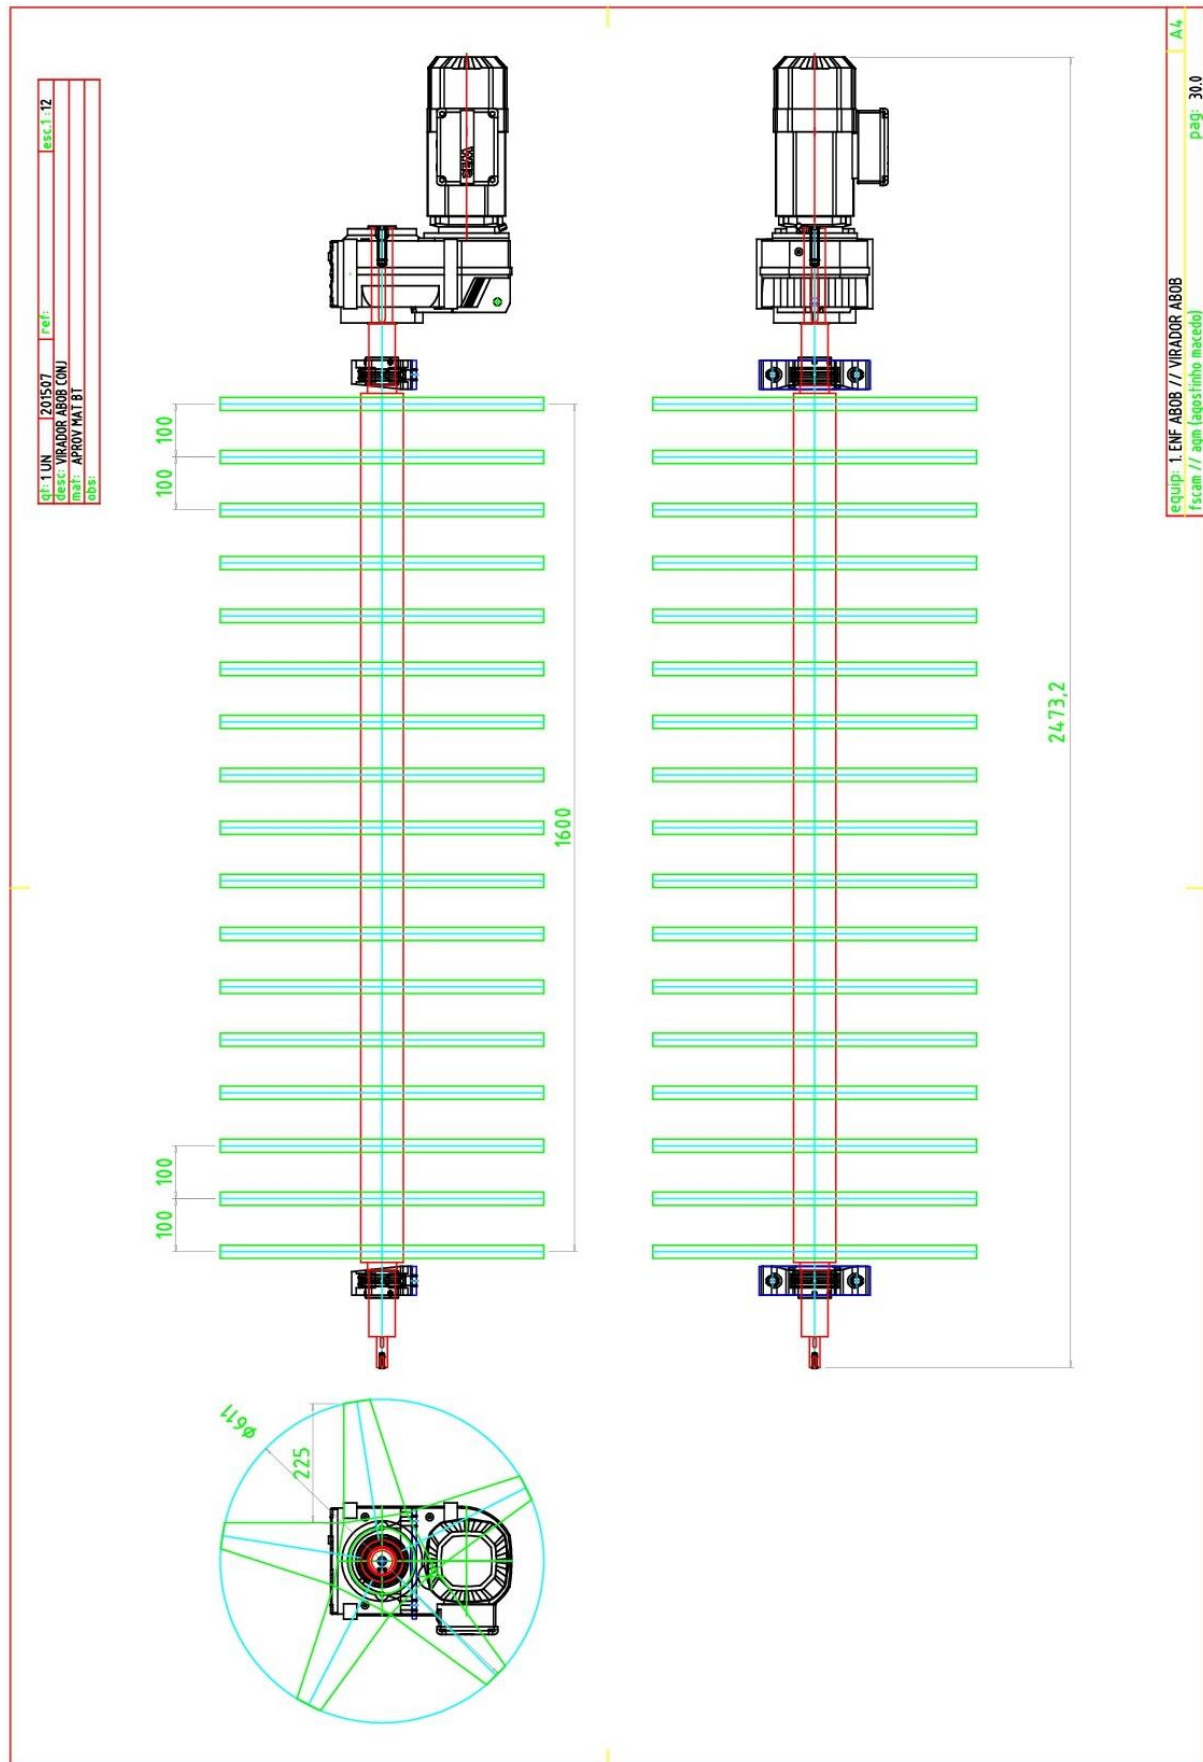 qt: 1 UN 201507 ref: esc.1 :12
desc: VIRADOR ABOB CONJ
mat: APROV MAT BT
obs:
SEW
100
100
1600
100
100
2473,2
ø611
225
A4
equip: 1. ENF ABOB // VIRADOR ABOB
fscam // agm (agostinho macedo) pag: 30.0